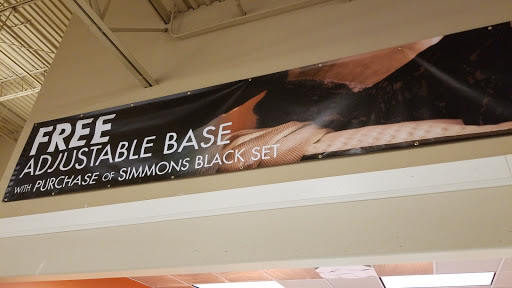 FREE
ADJUSTABLE BASE
WITH PURCHASE OF SIMMONS BLACK SET